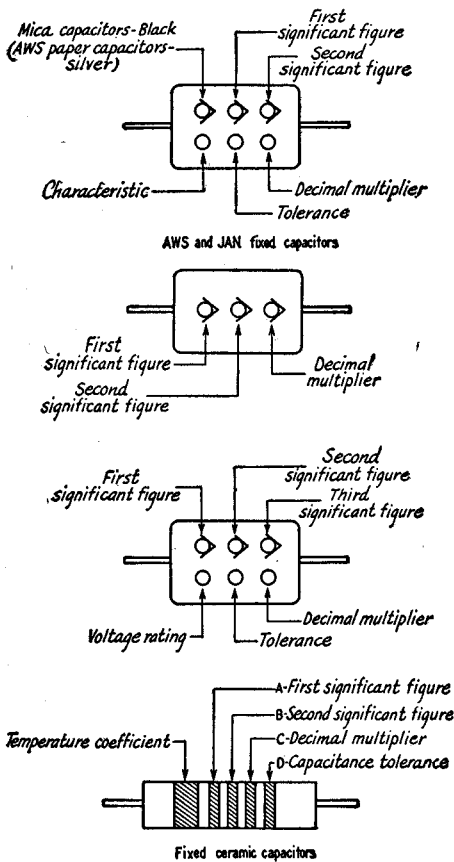 Mica capacitors-Black
(AWS paper capacitors-
silver)
First
significant figure
Second
significant figure
Characteristic
Decimal multiplier
Tolerance
AWS and JAN fixed capacitors
First
significant figure
Second
significant figure
Decimal
multiplier
First
significant figure
Second
significant figure
Third
significant figure
Voltage rating
Tolerance
Decimal multiplier
A-First significant figure
B-Second significant figure
Temperature coefficient
C-Decimal multiplier
D-Capacitance tolerance
Fixed ceramic capacitors